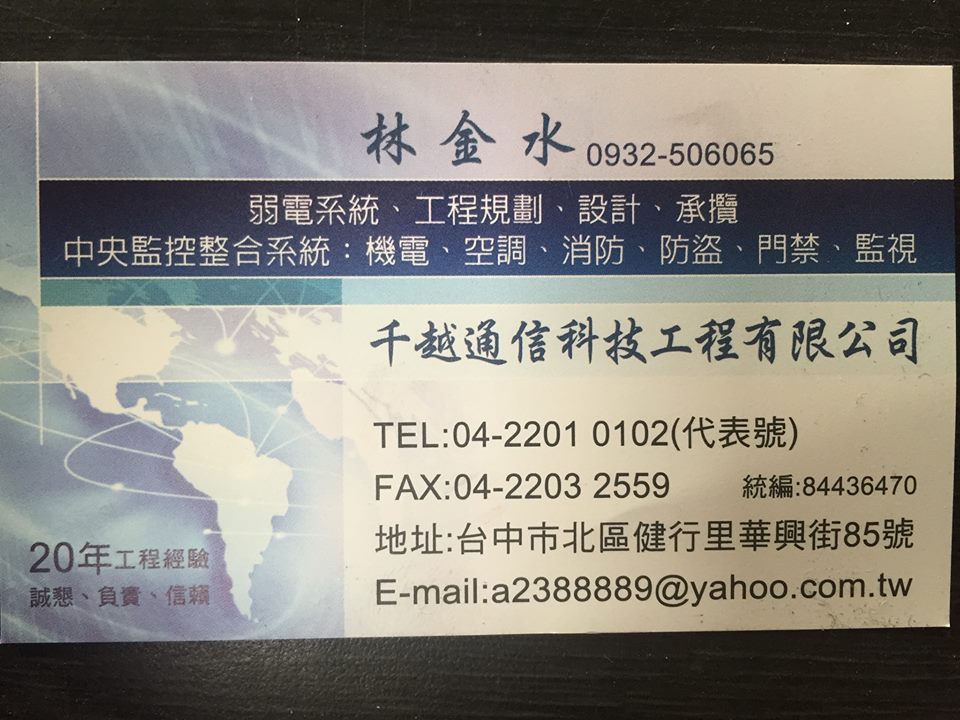 林金水 0932-506065
弱電系統、工程規劃、設計、承攬
中央監控整合系統：機電、空調、消防、防盜、門禁、監視
千越通信科技工程有限公司
TEL:04-2201 0102(代表號)
FAX:04-2203 2559 統編:84436470
地址:台中市北區健行里華興街85號
E-mail:a2388889@yahoo.com.tw
20年工程經驗
誠懇、負責、信賴